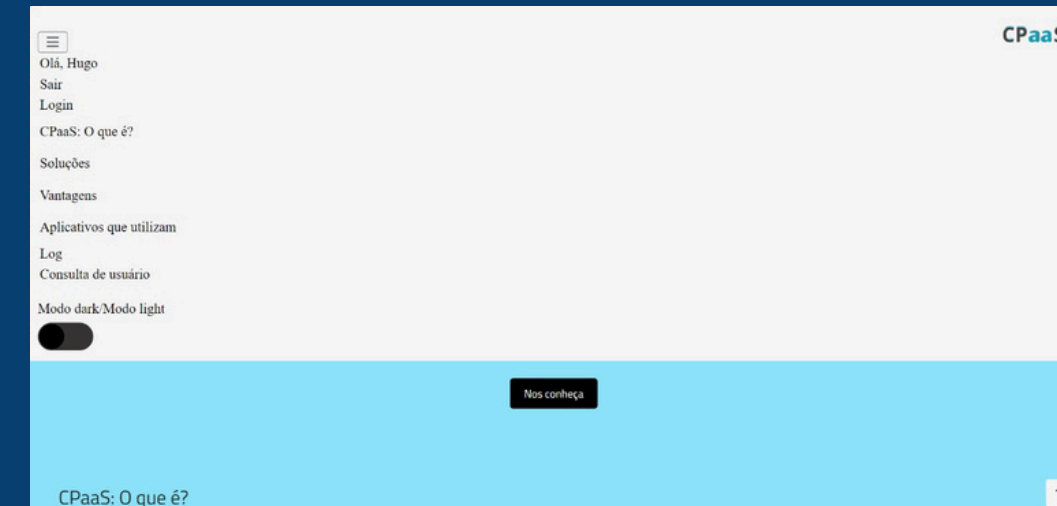 CPaaS
Olá, Hugo
Sair
Login
CPaaS: O que é?
Soluções
Vantagens
Aplicativos que utilizam
Log
Consulta de usuário
Modo dark/Modo light
Nos conheça
CPaaS: O que é?